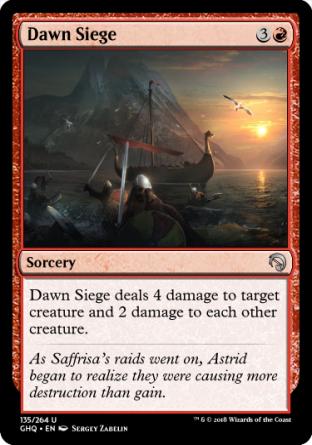 Dawn Siege 3
Sorcery
Dawn Siege deals 4 damage to target
creature and 2 damage to each other
creature.
As Saffrisa's raids went on, Astrid
began to realize they were causing more
destruction than gain.
135/264 U
GHQ • EN SERGEY ZABELIN
™ & © 2018 Wizards of the Coast